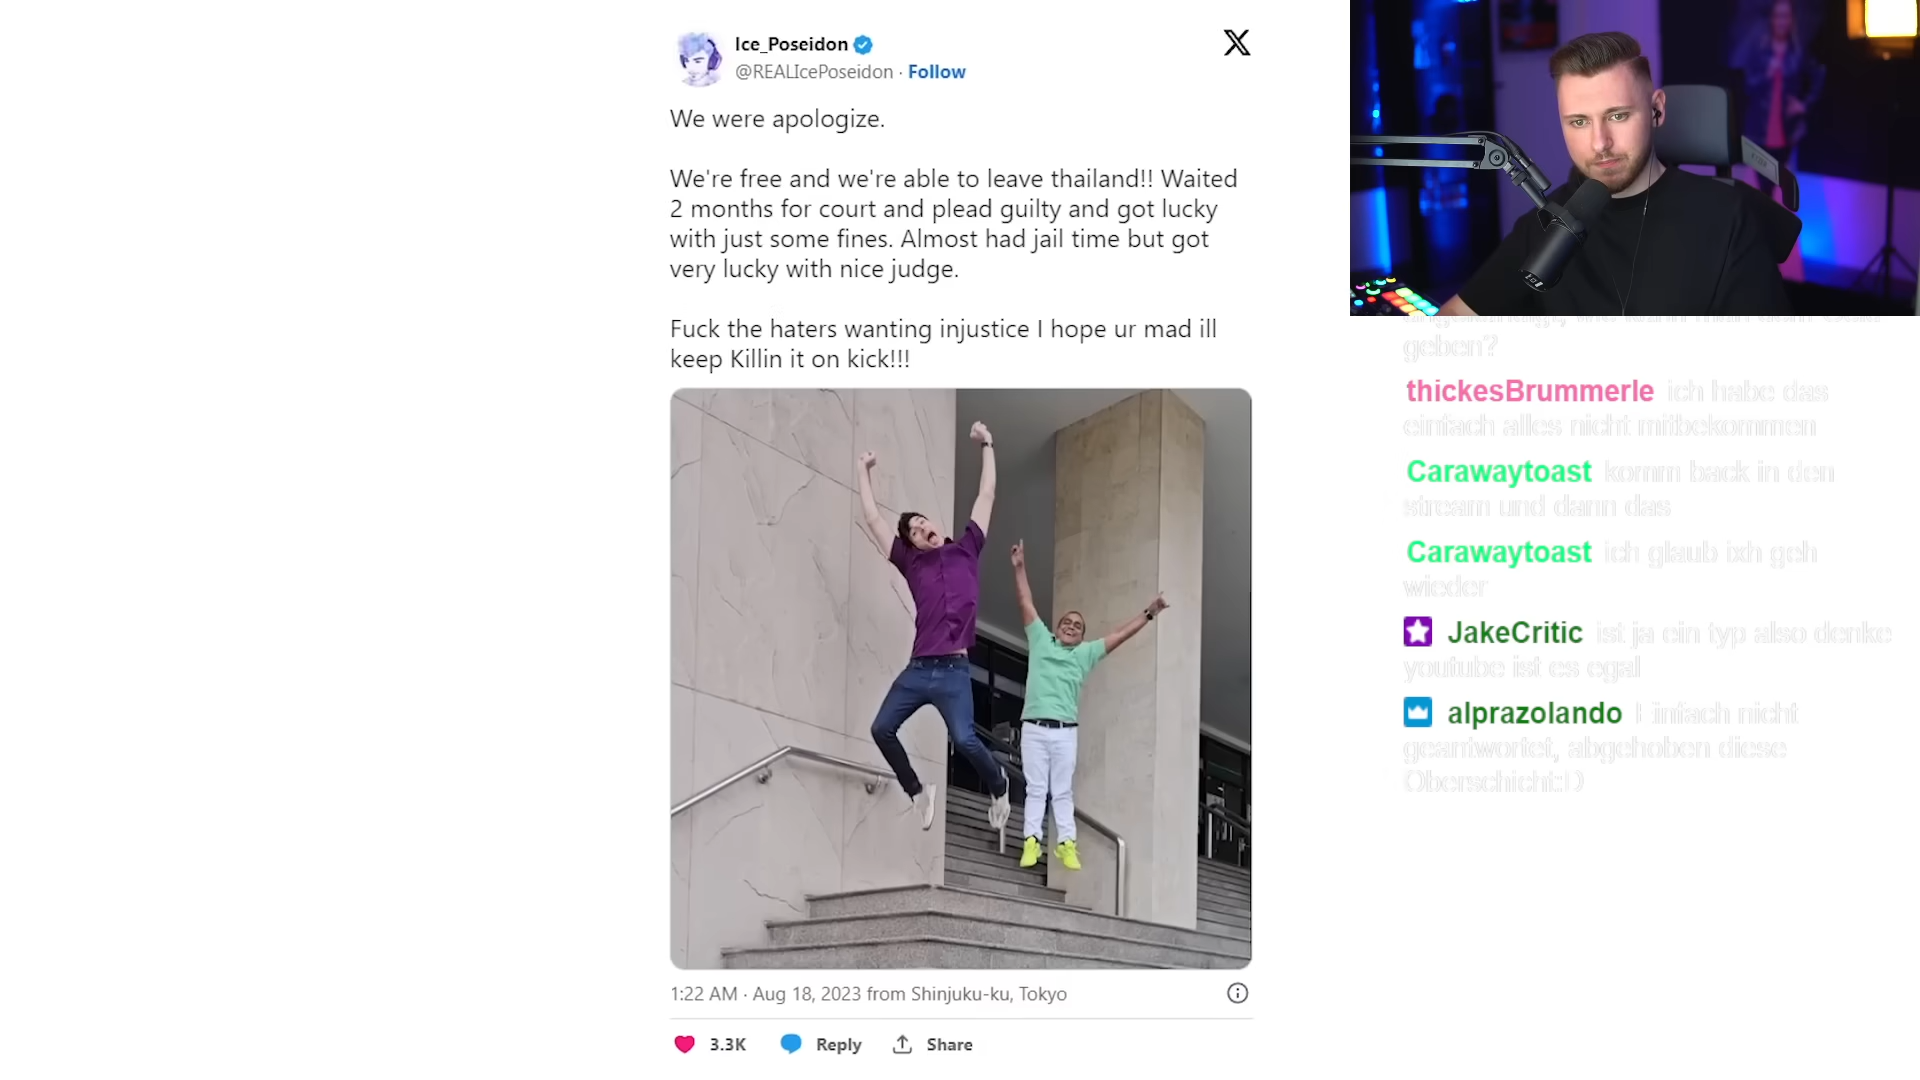 Ice_Poseidon
@REALIcePoseidon · Follow
We were apologize.
We're free and we're able to leave thailand!! Waited
2 months for court and plead guilty and got lucky
with just some fines. Almost had jail time but got
very lucky with nice judge.
Fuck the haters wanting injustice I hope ur mad ill
keep Killin it on kick!!!
1:22 AM · Aug 18, 2023 from Shinjuku-ku, Tokyo
3.3K Reply Share
geben?
thickesBrummerle ich habe das
einfach alles nicht mitbekommen
Carawaytoast komm back in den
stream und dann das
Carawaytoast ich glaub ixh geh
wieder
JakeCritic ist ja ein typ also denke
youtube ist es egal
alprazolando Einfach nicht
geantwortet, abgehoben diese
Oberschicht:D